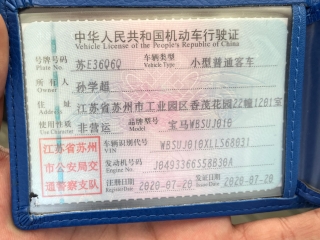 中华人民共和国机动车行驶证
Vehicle License of the People's Republic of China
号牌号码 苏E36Q6Q 车辆类型 小型普通客车
Plate No. Vehicle Type
所有人 孙学超
Owner
住址 江苏省苏州市工业园区香茂花园22幢1201室
Address
使用性质 非营运 品牌型号 宝马WBSUJ010
Use Character Model
江苏省苏州市公安局交通警察支队
车辆识别代号
VIN
发动机号码
Engine No.
注册日期 2020-07-20 发证日期 2020-07-20
Register Date Issue Date